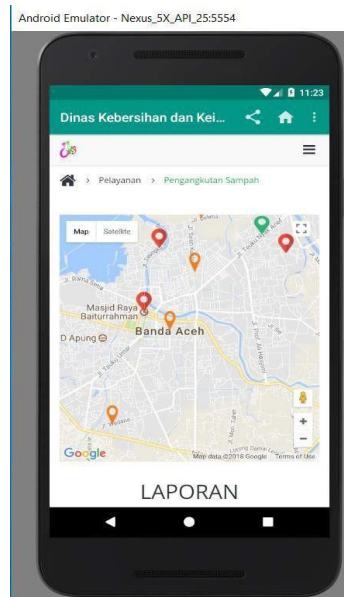 Android Emulator - Nexus_5X_API_25:5554
11:23
Dinas Kebersihan dan Kei...
Pelayanan > Pengangkutan Sampah
Map Satellite
Masjid Raya
Baiturrahman
Banda Aceh
D Apung
Google
Map data ©2018 Google Terms of Use
LAPORAN